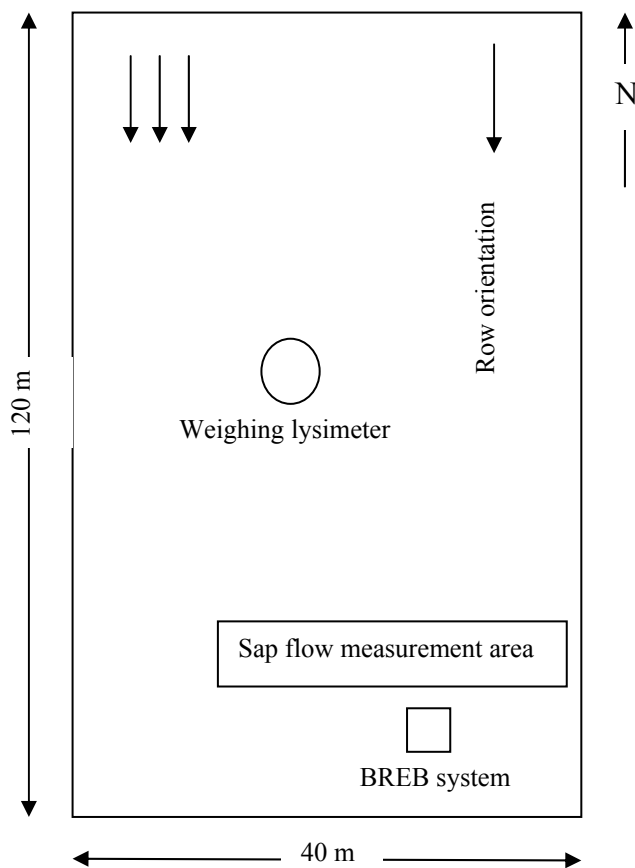 N
Row orientation
120 m
Weighing lysimeter
Sap flow measurement area
BREB system
40 m